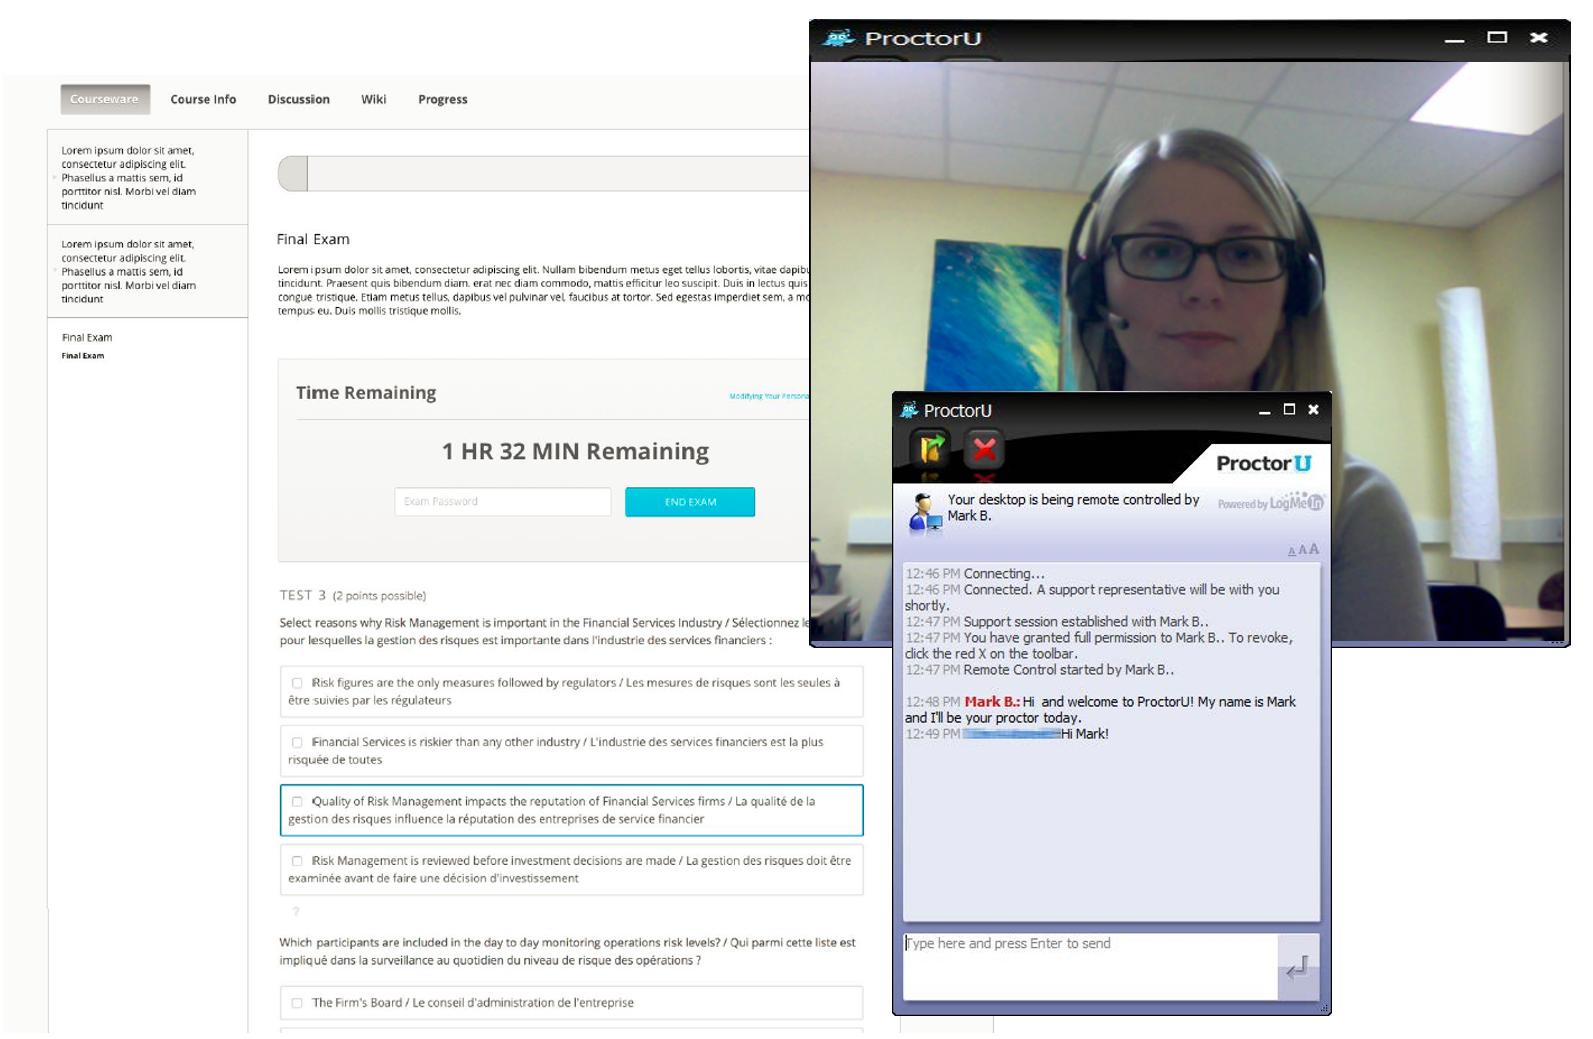 Courseware
Course Info
Discussion
Wiki
Progress
Lorem ipsum dolor sit amet,
consectetur adipiscing elit.
Phasellus a mattis sem, id
porttitor nisl. Morbi vel diam
tincidunt
Lorem ipsum dolor sit amet,
consectetur adipiscing elit.
Phasellus a mattis sem, id
porttitor nisl. Morbi vel diam
tincidunt
Final Exam
Final Exam
Final Exam
Lorem ipsum dolor sit amet, consectetur adipiscing elit. Nullam bibendum metus eget tellus lobortis, vitae dapibu
tincidunt. Praesent quis bibendum diam. erat nec diam commodo, mattis efficitur leo suscipit. Duis in lectus quis
congue tristique. Etiam metus tellus, dapibus vel pulvinar vel, faucibus at tortor. Sed egestas imperdiet sem, a mo
tempus eu. Duis mollis tristique mollis.
Time Remaining
Modifying Your Persona
1 HR 32 MIN Remaining
Exam Password
END EXAM
TEST 3 (2 points possible)
Select reasons why Risk Management is important in the Financial Services Industry / Sélectionnez le
pour lesquelles la gestion des risques est importante dans l'industrie des services financiers :
Risk figures are the only measures followed by regulators / Les mesures de risques sont les seules à
être suivies par les régulateurs
Financial Services is riskier than any other industry / L'industrie des services financiers est la plus
risquée de toutes
Quality of Risk Management impacts the reputation of Financial Services firms / La qualité de la
gestion des risques influence la réputation des entreprises de service financier
Risk Management is reviewed before investment decisions are made / La gestion des risques doit être
examinée avant de faire une décision d'investissement
?
Which participants are included in the day to day monitoring operations risk levels? / Qui parmi cette liste est
impliqué dans la surveillance au quotidien du niveau de risque des opérations ?
The Firm's Board / Le conseil d'administration de l'entreprise
ProctorU
ProctorU
ProctorU
Your desktop is being remote controlled by
Mark B.
Powered by LogMeIn
A A A
12:46 PM Connecting...
12:46 PM Connected. A support representative will be with you
shortly.
12:47 PM Support session established with Mark B..
12:47 PM You have granted full permission to Mark B.. To revoke,
click the red X on the toolbar.
12:47 PM Remote Control started by Mark B..
12:48 PM Mark B.: Hi and welcome to ProctorU! My name is Mark
and I'll be your proctor today.
12:49 PM Hi Mark!
Type here and press Enter to send